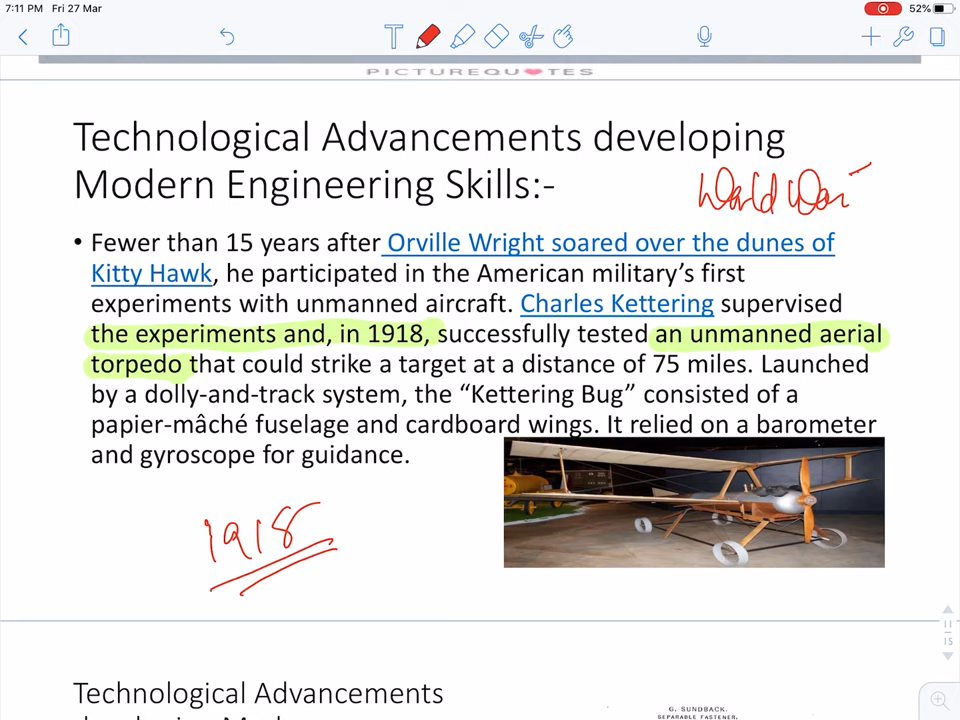 7:11 PM Fri 27 Mar
52%
T
PICTUREQUOTES
Technological Advancements developing
Modern Engineering Skills:-
World War
• Fewer than 15 years after Orville Wright soared over the dunes of
Kitty Hawk, he participated in the American military’s first
experiments with unmanned aircraft. Charles Kettering supervised
the experiments and, in 1918, successfully tested an unmanned aerial
torpedo that could strike a target at a distance of 75 miles. Launched
by a dolly-and-track system, the “Kettering Bug” consisted of a
papier-mâché fuselage and cardboard wings. It relied on a barometer
and gyroscope for guidance.
1918
11
15
Technological Advancements
G. SUNDBACK.
SEPARABLE FASTENER.